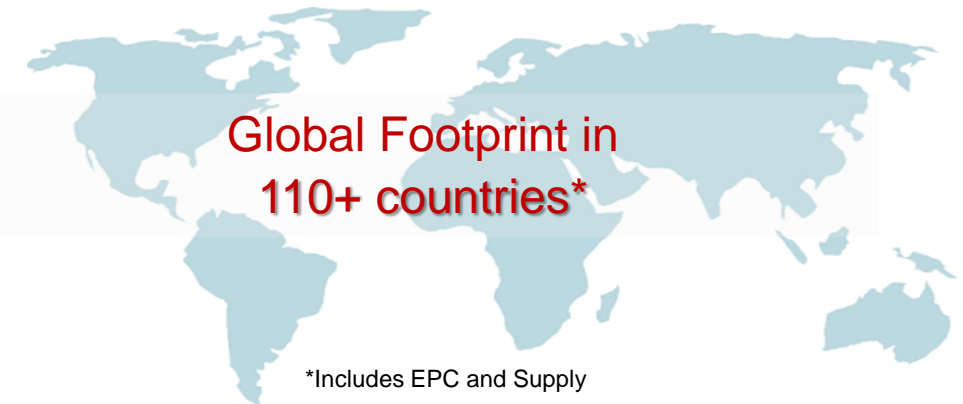 Global Footprint in
110+ countries*
*Includes EPC and Supply